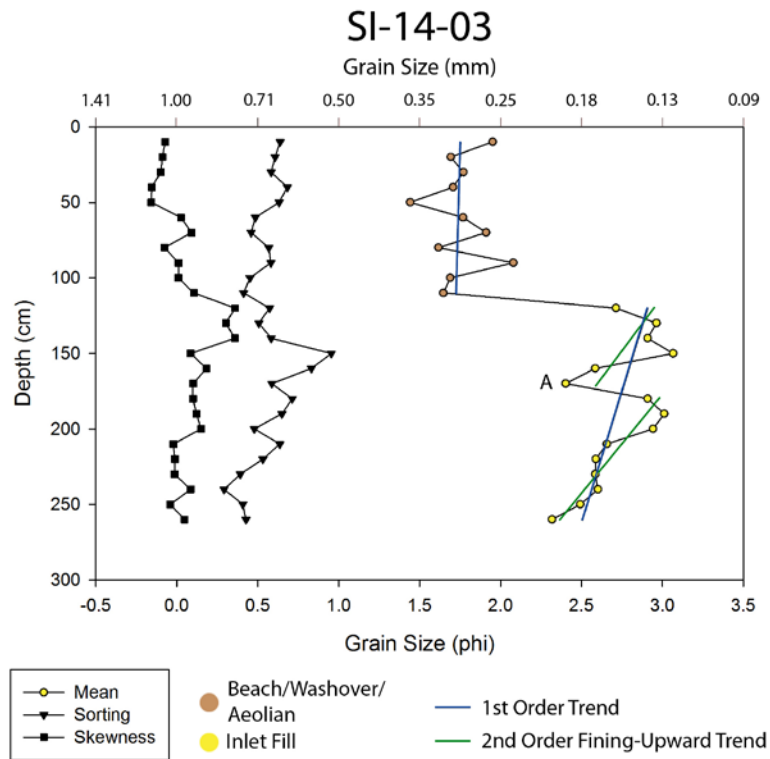 SI-14-03
Grain Size (mm)
1.41 1.00 0.71 0.50 0.35 0.25 0.18 0.13 0.09
0
50
100
150
200
250
300
Depth (cm)
A
-0.5 0.0 0.5 1.0 1.5 2.0 2.5 3.0 3.5
Grain Size (phi)
Mean
Sorting
Skewness
Beach/Washover/
Aeolian
Inlet Fill
1st Order Trend
2nd Order Fining-Upward Trend